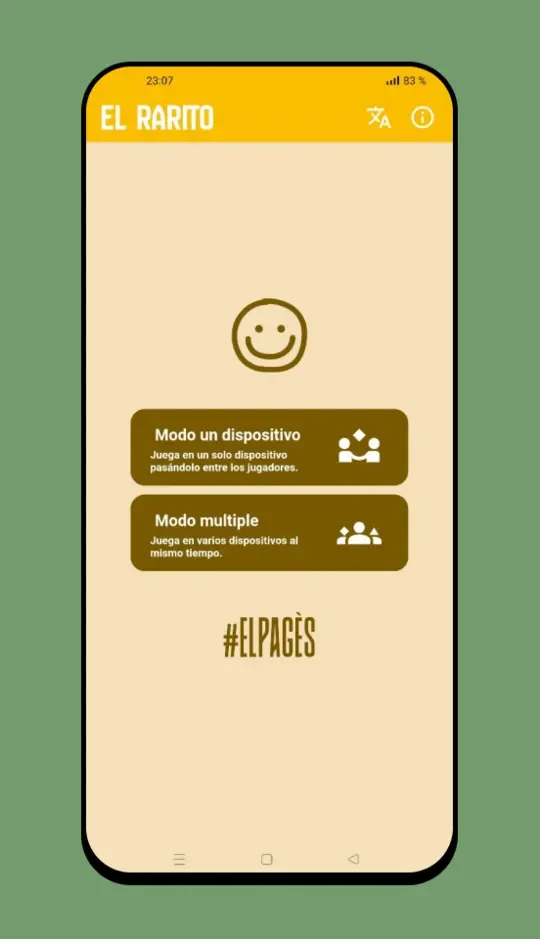 23:07
83 %
EL RARITO
Modo un dispositivo
Juega en un solo dispositivo
pasándolo entre los jugadores.
Modo multiple
Juega en varios dispositivos al
mismo tiempo.
#ELPAGÈS